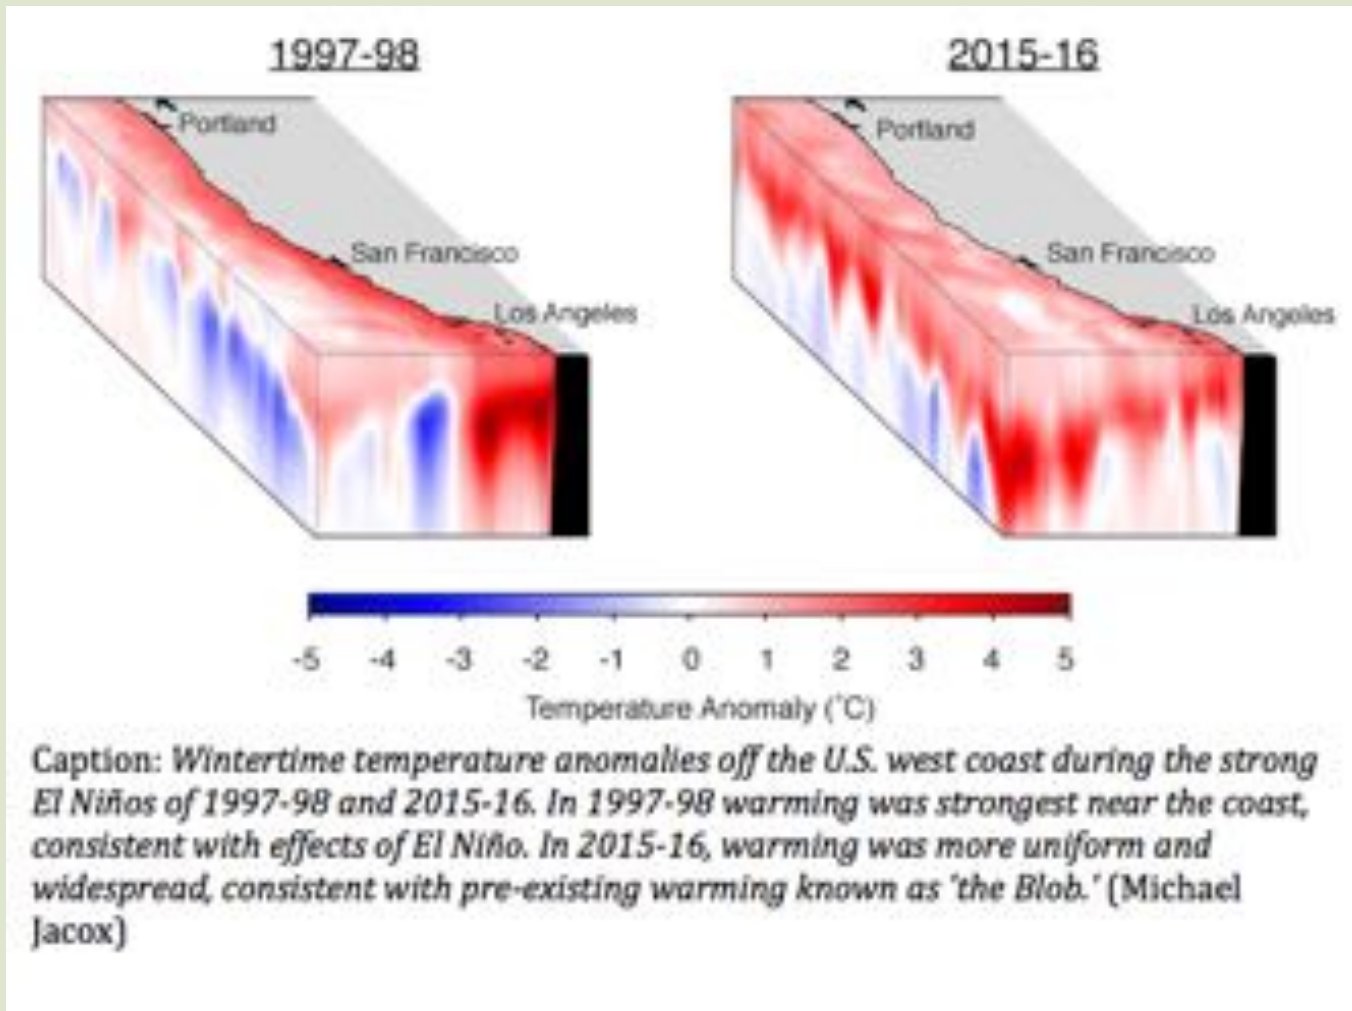 1997-98
2015-16
Portland
San Francisco
Los Angeles
Portland
San Francisco
Los Angeles
-5 -4 -3 -2 -1 0 1 2 3 4 5
Temperature Anomaly (˚C)
Caption: Wintertime temperature anomalies off the U.S. west coast during the strong
El Niños of 1997-98 and 2015-16. In 1997-98 warming was strongest near the coast,
consistent with effects of El Niño. In 2015-16, warming was more uniform and
widespread, consistent with pre-existing warming known as 'the Blob.' (Michael
Jacox)